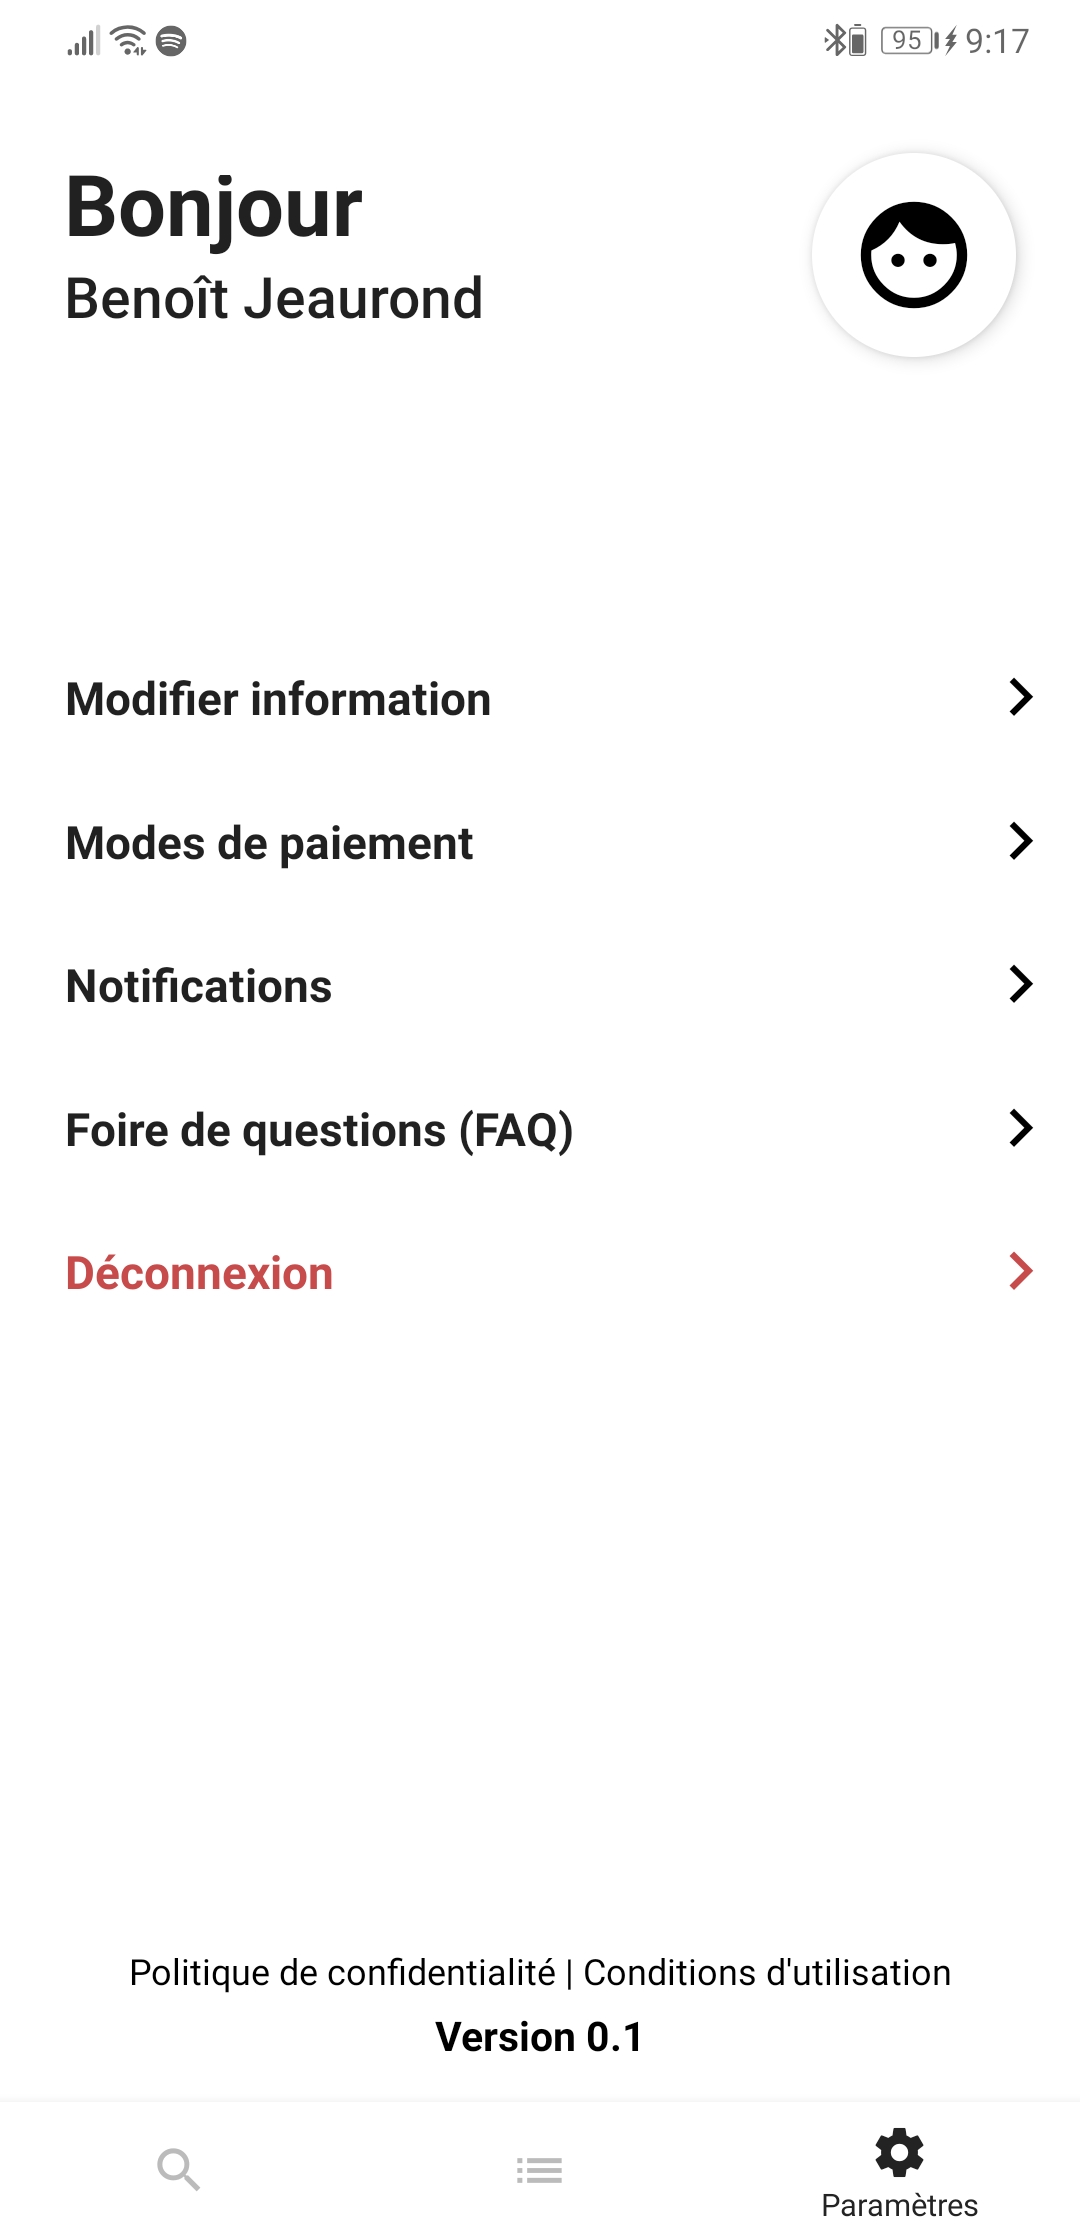 95 9:17
Bonjour
Benoît Jeaurond
Modifier information
Modes de paiement
Notifications
Foire de questions (FAQ)
Déconnexion
Politique de confidentialité | Conditions d'utilisation
Version 0.1
Paramètres